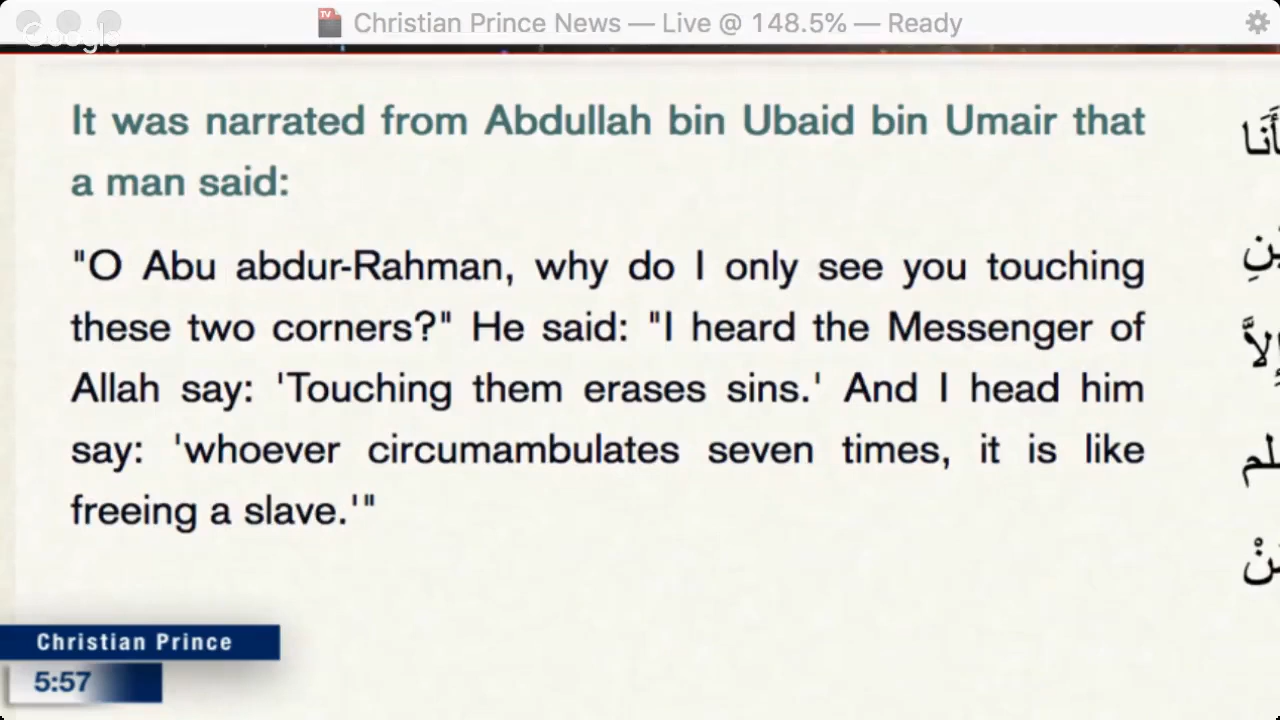 Christian Prince News — Live @ 148.5% — Ready
Google
It was narrated from Abdullah bin Ubaid bin Umair that
a man said:
"O Abu abdur-Rahman, why do I only see you touching
these two corners?" He said: "I heard the Messenger of
Allah say: 'Touching them erases sins.' And I head him
say: 'whoever circumambulates seven times, it is like
freeing a slave.'"
Christian Prince
5:57